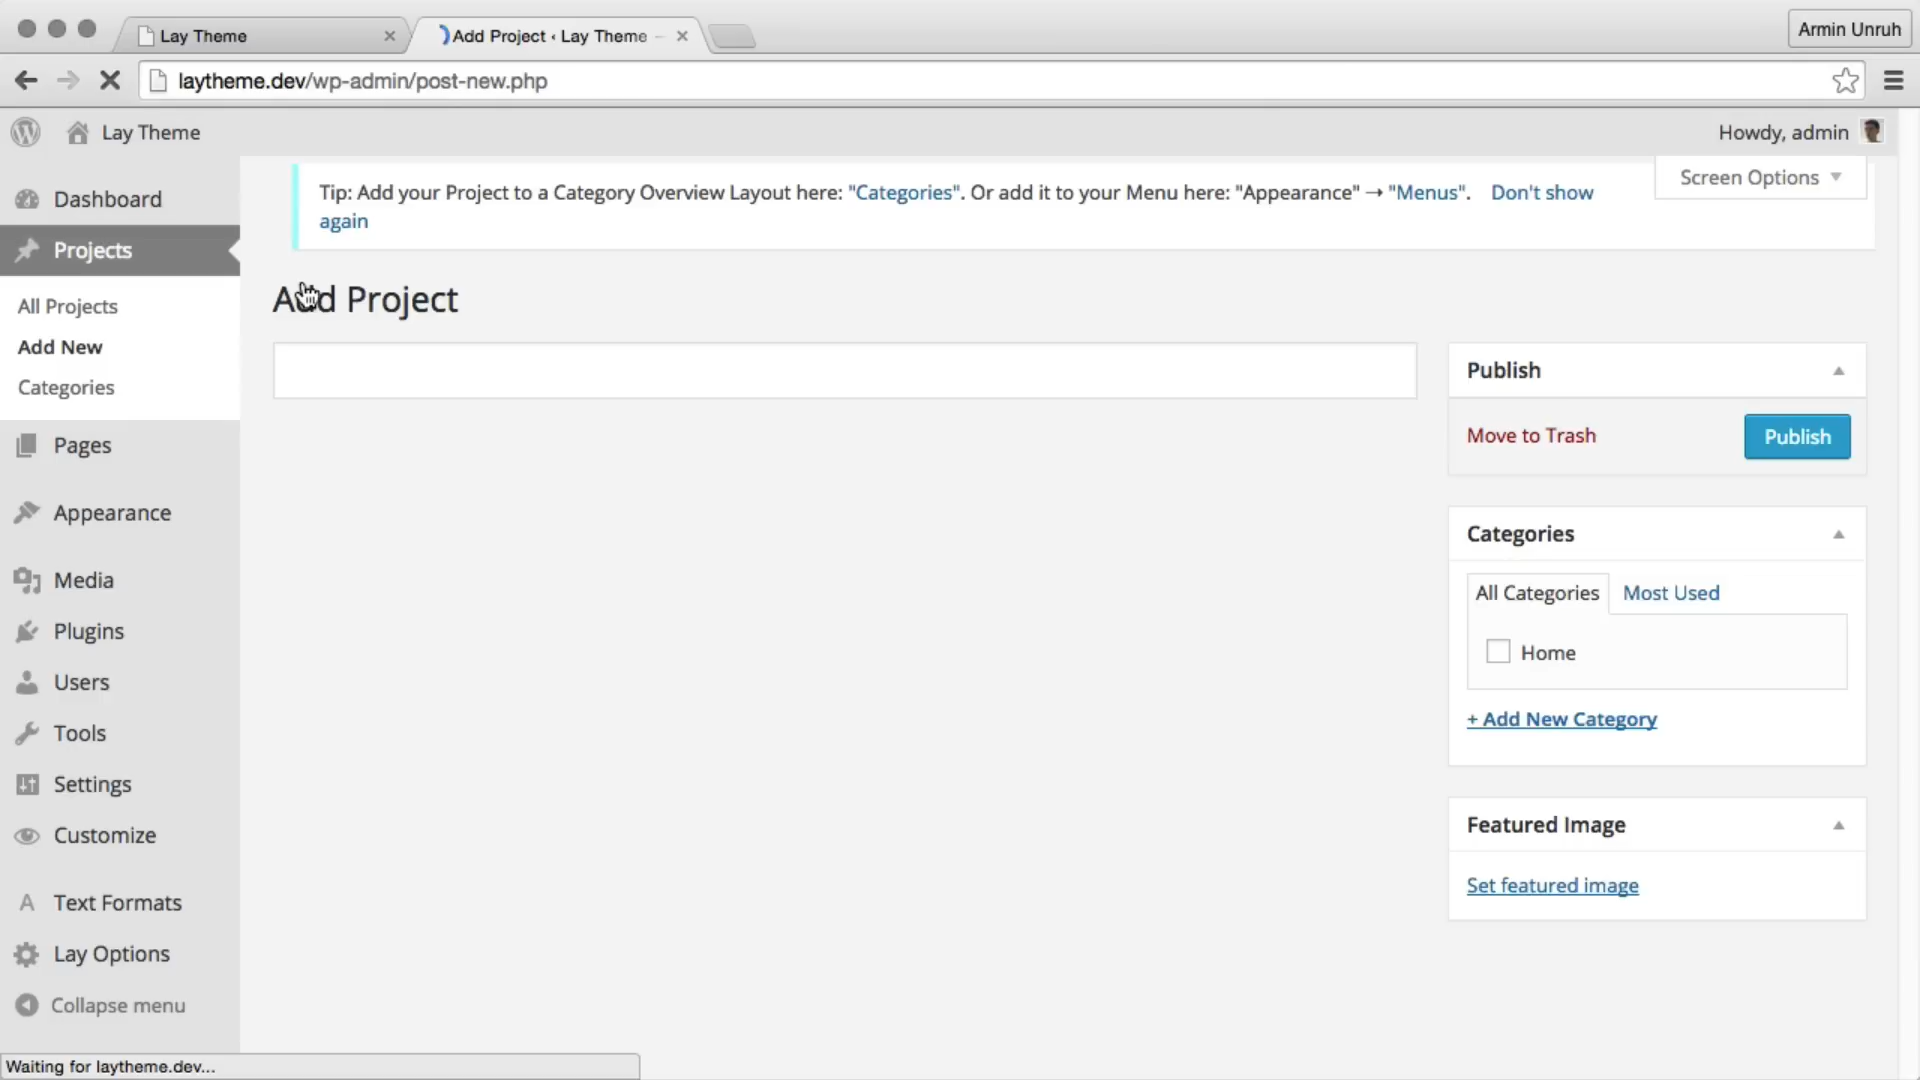 Lay Theme
Add Project ‹ Lay Theme –
Armin Unruh
laytheme.dev/wp-admin/post-new.php
Lay Theme
Howdy, admin
Dashboard
Projects
All Projects
Add New
Categories
Pages
Appearance
Media
Plugins
Users
Tools
Settings
Customize
Text Formats
Lay Options
Collapse menu
Tip: Add your Project to a Category Overview Layout here: "Categories". Or add it to your Menu here: "Appearance" → "Menus". Don't show
again
Screen Options
Add Project
Publish
Move to Trash
Publish
Categories
All Categories
Most Used
Home
+ Add New Category
Featured Image
Set featured image
Waiting for laytheme.dev...